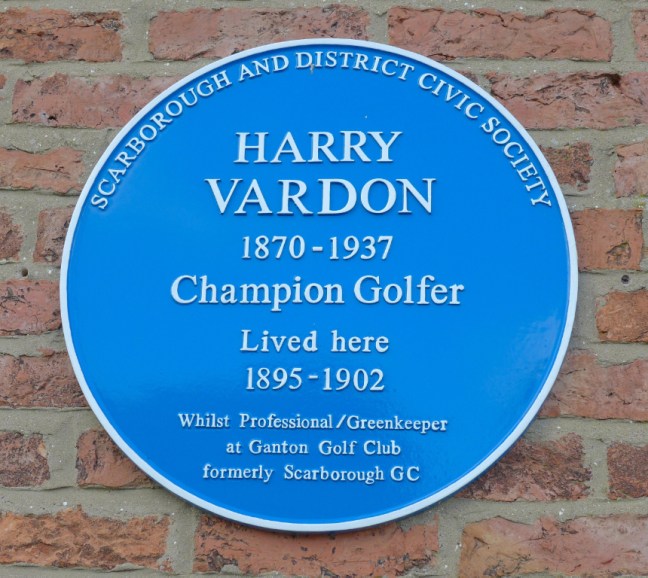 SCARBOROUGH AND DISTRICT CIVIC SOCIETY
HARRY
VARDON
1870-1937
Champion Golfer
Lived here
1895-1902
Whilst Professional/Greenkeeper
at Ganton Golf Club
formerly Scarborough GC